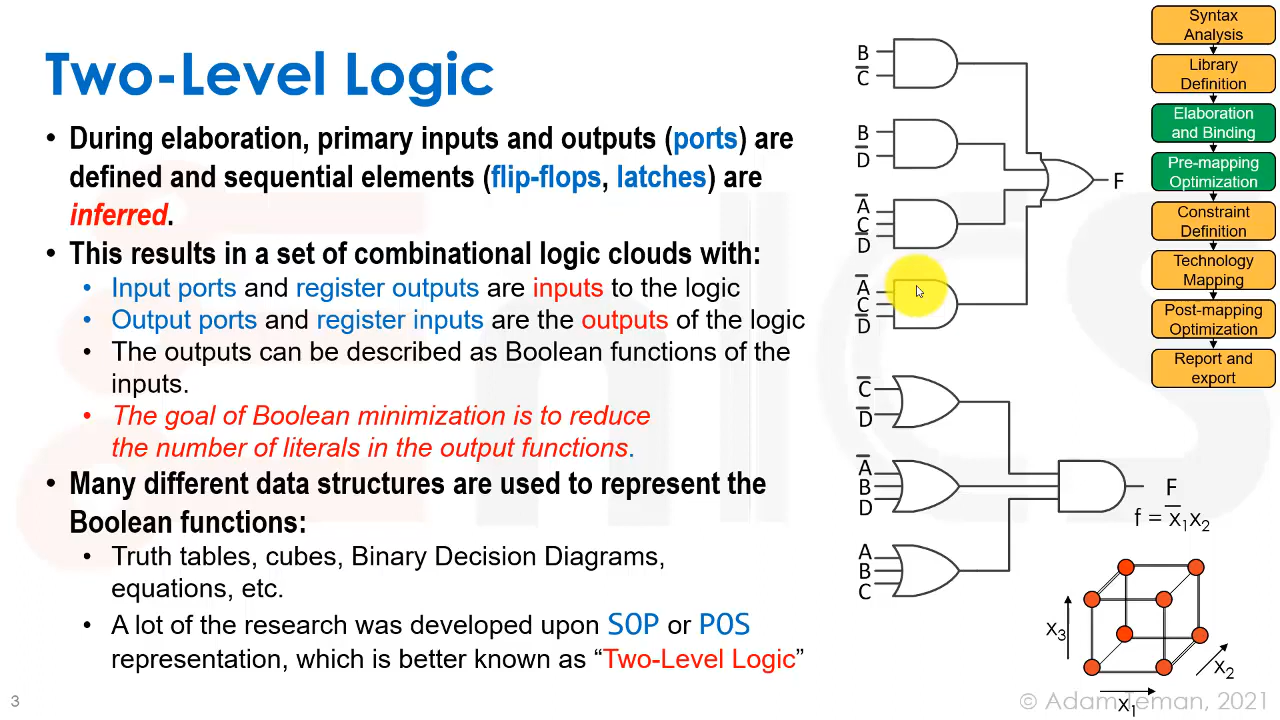 Two-Level Logic
• During elaboration, primary inputs and outputs (ports) are
defined and sequential elements (flip-flops, latches) are
inferred.
• This results in a set of combinational logic clouds with:
• Input ports and register outputs are inputs to the logic
• Output ports and register inputs are the outputs of the logic
• The outputs can be described as Boolean functions of the
inputs.
• The goal of Boolean minimization is to reduce
the number of literals in the output functions.
• Many different data structures are used to represent the
Boolean functions:
• Truth tables, cubes, Binary Decision Diagrams,
equations, etc.
• A lot of the research was developed upon SOP or POS
representation, which is better known as “Two-Level Logic”
B
C̅
B
D̅
A̅
C
D̅
A̅
C
D̅
F
C̅
D̅
A̅
B
D
A
B
C
F
f = x̅₁x₂
x₃
x₂
x₁
Syntax
Analysis
Library
Definition
Elaboration
and Binding
Pre-mapping
Optimization
Constraint
Definition
Technology
Mapping
Post-mapping
Optimization
Report and
export
3
© Adam Teman, 2021